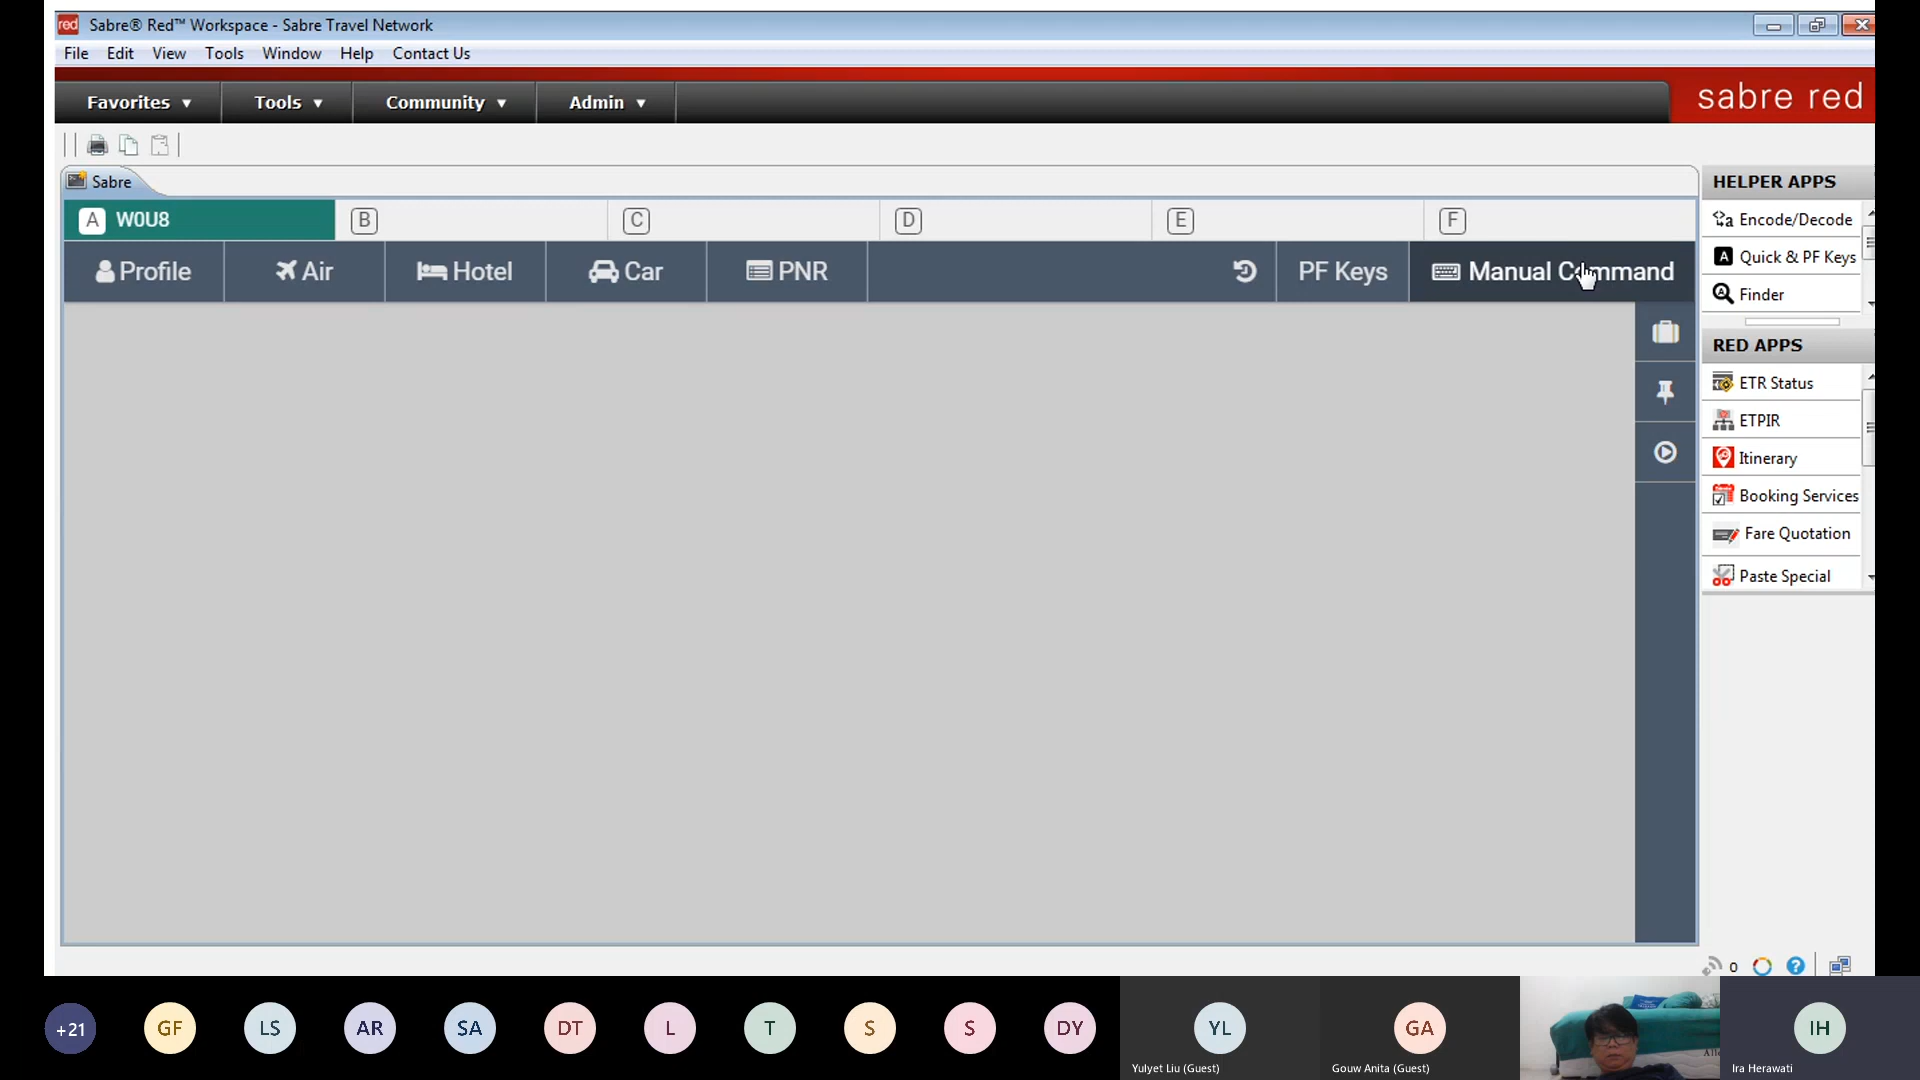 red Sabre® Red™ Workspace - Sabre Travel Network
File Edit View Tools Window Help Contact Us
Favorites Tools Community Admin sabre red
Sabre
A W0U8 B C D E F
Profile Air Hotel Car PNR PF Keys Manual Command
HELPER APPS
Encode/Decode
A Quick & PF Keys
Finder
RED APPS
ETR Status
ETPIR
Itinerary
Booking Services
Fare Quotation
Paste Special
0 ?
+21 GF LS AR SA DT L T S S DY YL GA IH
Yulyet Liu (Guest) Gouw Anita (Guest) Ira Herawati